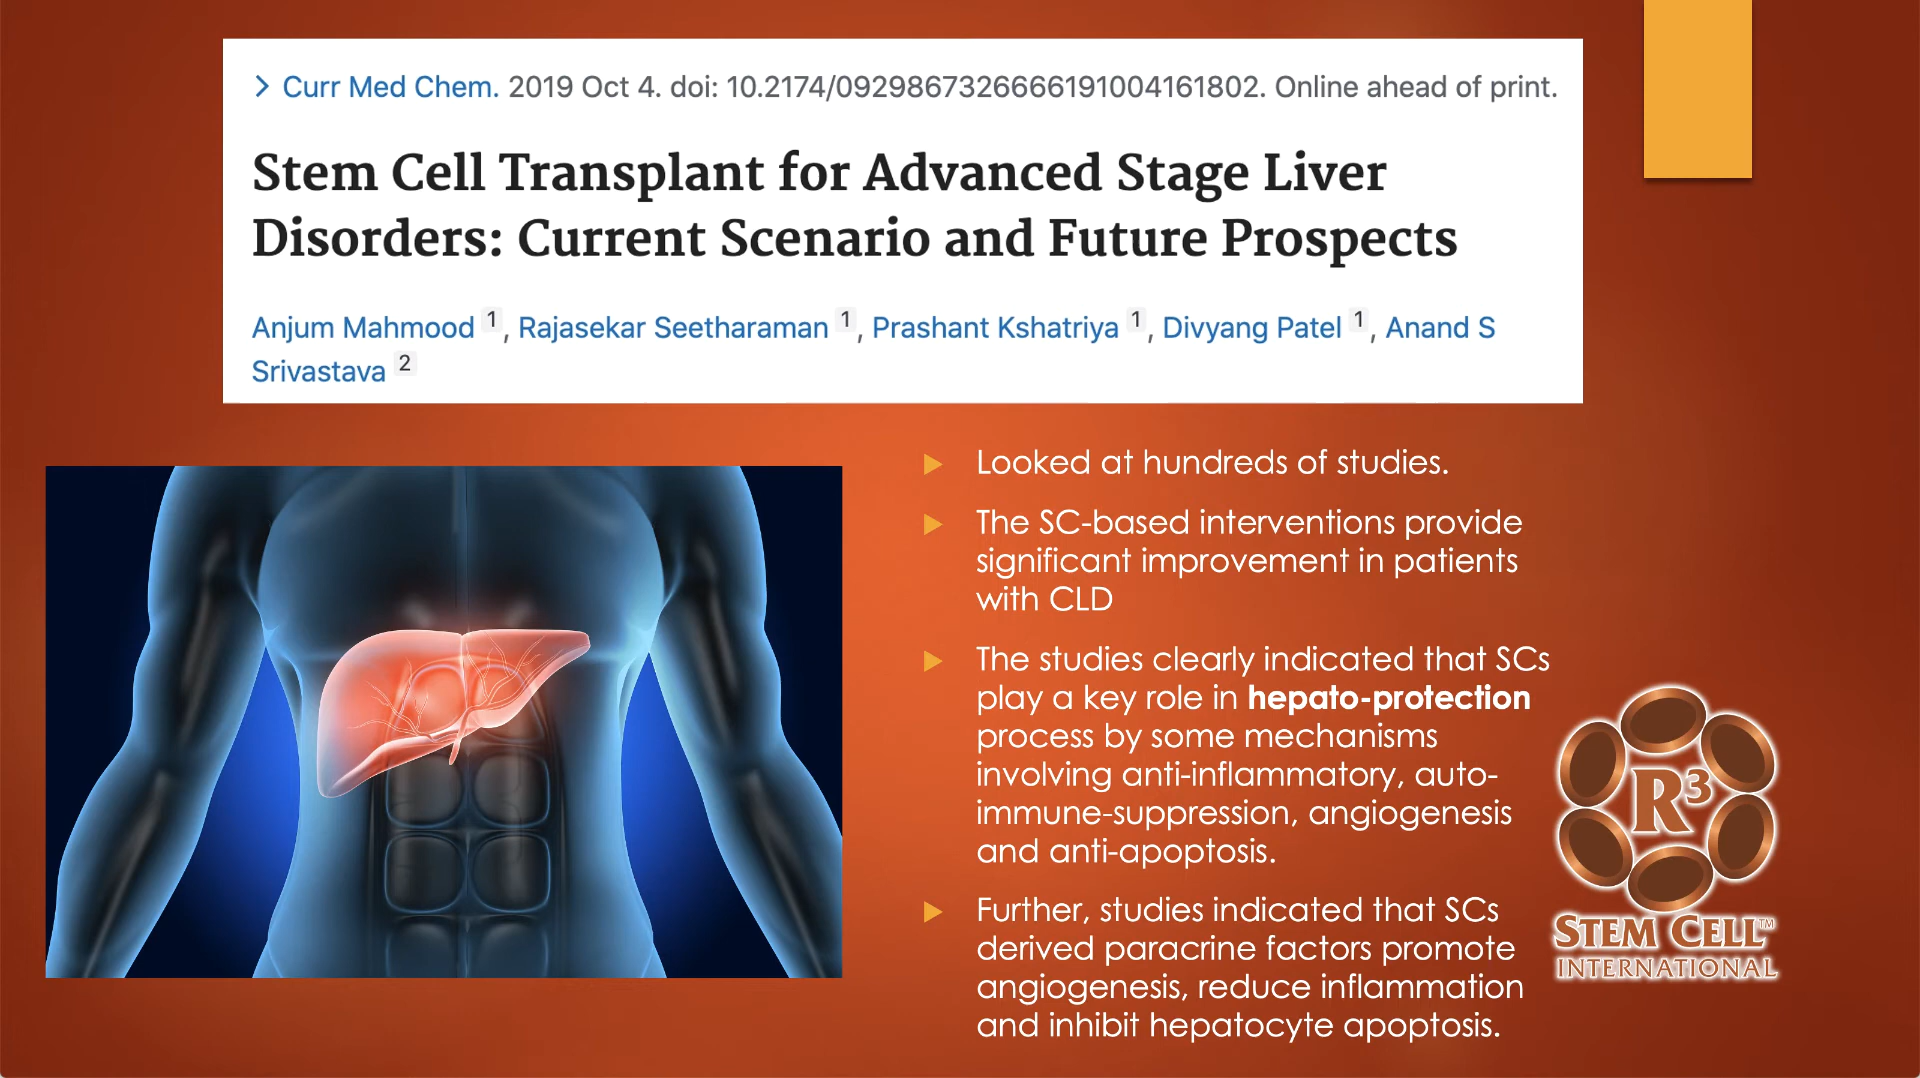 > Curr Med Chem. 2019 Oct 4. doi: 10.2174/0929867326666191004161802. Online ahead of print.
Stem Cell Transplant for Advanced Stage Liver
Disorders: Current Scenario and Future Prospects
Anjum Mahmood 1, Rajasekar Seetharaman 1, Prashant Kshatriya 1, Divyang Patel 1, Anand S
Srivastava 2
Looked at hundreds of studies.
The SC-based interventions provide
significant improvement in patients
with CLD
The studies clearly indicated that SCs
play a key role in hepato-protection
process by some mechanisms
involving anti-inflammatory, auto-
immune-suppression, angiogenesis
and anti-apoptosis.
Further, studies indicated that SCs
derived paracrine factors promote
angiogenesis, reduce inflammation
and inhibit hepatocyte apoptosis.
R³
STEM CELL™
INTERNATIONAL